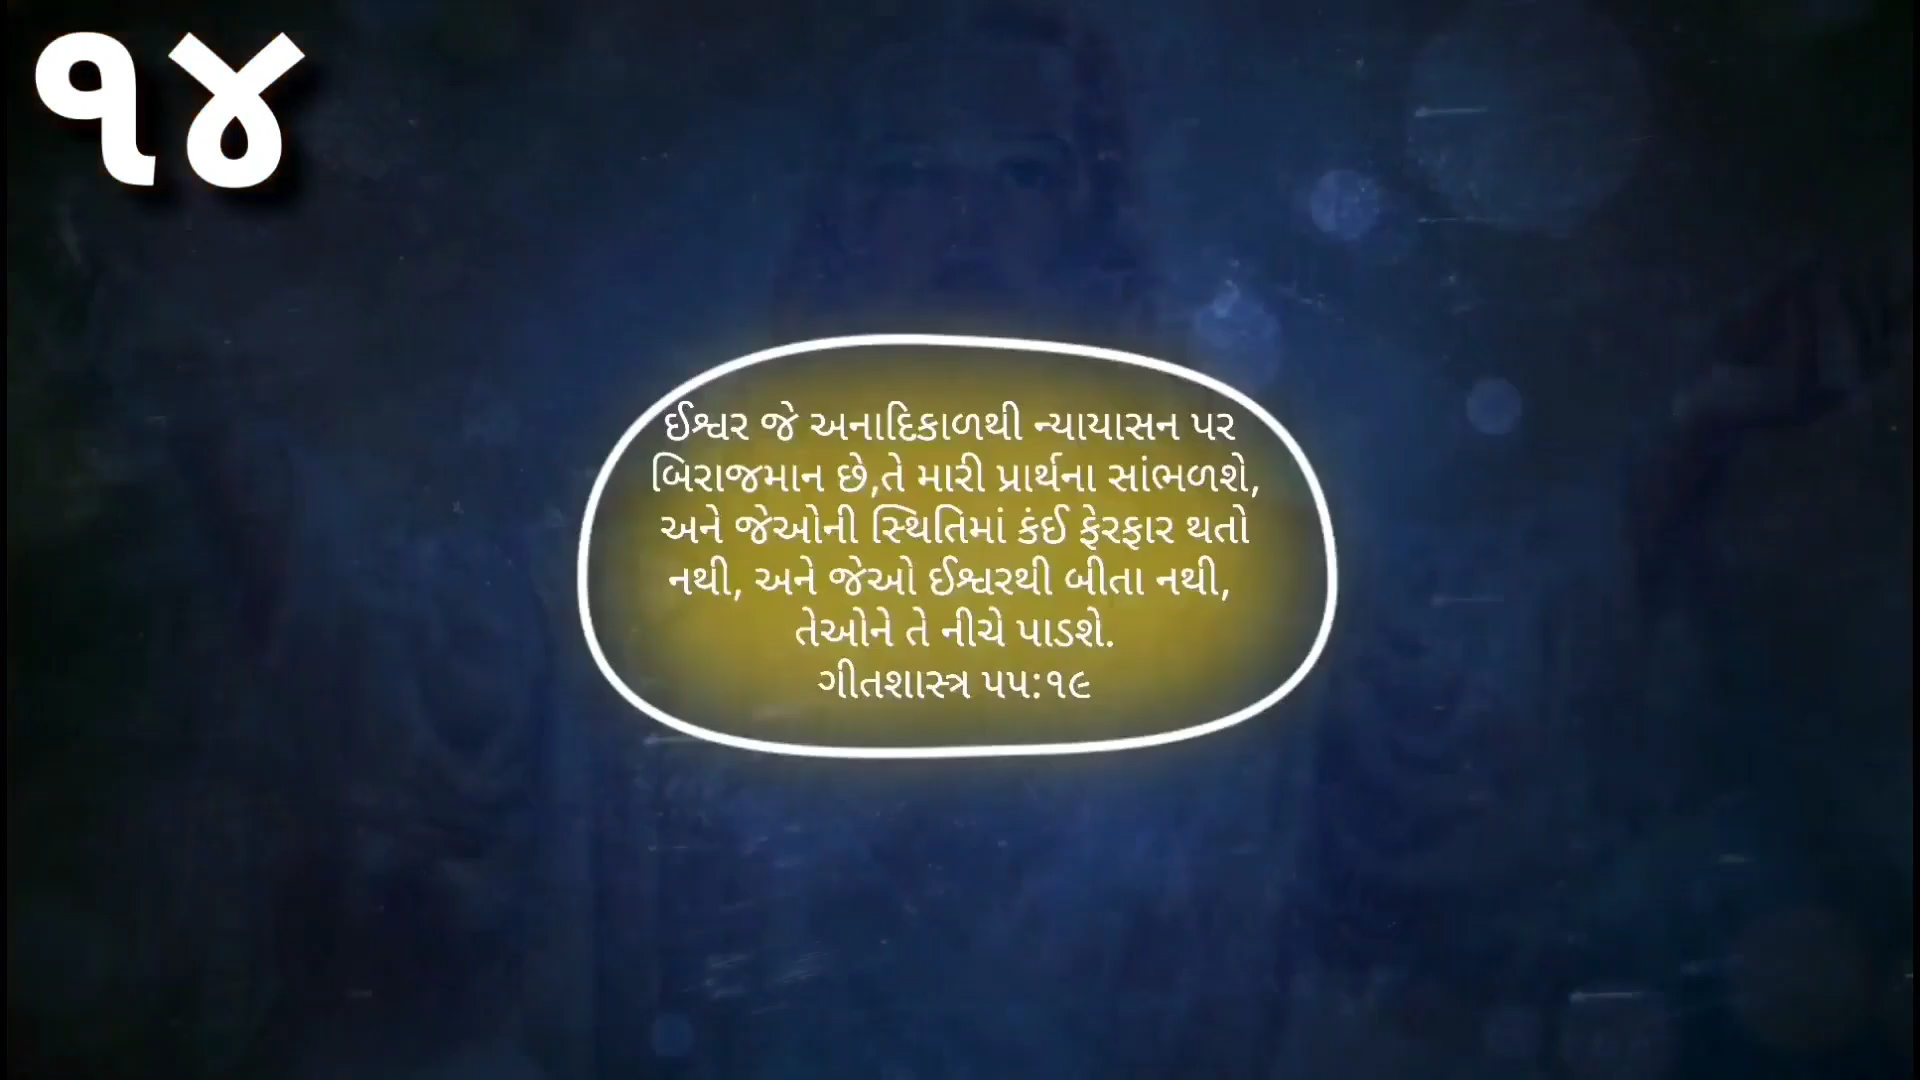 ૧૪
ઈશ્વર જે અનાદિકાળથી ન્યાયાસન પર
બિરાજમાન છે,તે મારી પ્રાર્થના સાંભળશે,
અને જેઓની સ્થિતિમાં કંઈ ફેરફાર થતો
નથી, અને જેઓ ઈશ્વરથી બીતા નથી,
તેઓને તે નીચે પાડશે.
ગીતશાસ્ત્ર ૫૫:૧૯